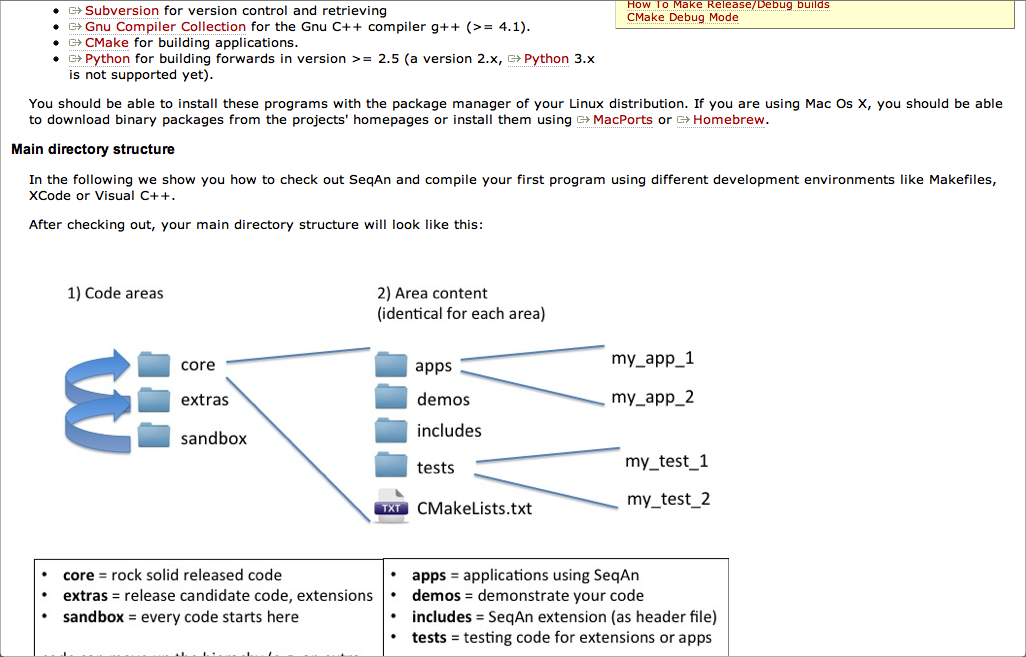 Subversion for version control and retrieving
Gnu Compiler Collection for the Gnu C++ compiler g++ (>= 4.1).
CMake for building applications.
Python for building forwards in version >= 2.5 (a version 2.x, Python 3.x
is not supported yet).
How To Make Release/Debug builds
CMake Debug Mode
You should be able to install these programs with the package manager of your Linux distribution. If you are using Mac Os X, you should be able
to download binary packages from the projects' homepages or install them using MacPorts or Homebrew.
Main directory structure
In the following we show you how to check out SeqAn and compile your first program using different development environments like Makefiles,
XCode or Visual C++.
After checking out, your main directory structure will look like this:
1) Code areas
core
extras
sandbox
2) Area content
(identical for each area)
apps
demos
includes
tests
TXT CMakeLists.txt
my_app_1
my_app_2
my_test_1
my_test_2
• core = rock solid released code
• extras = release candidate code, extensions
• sandbox = every code starts here
code can move up the hierarchy (e.g. an extra
• apps = applications using SeqAn
• demos = demonstrate your code
• includes = SeqAn extension (as header file)
• tests = testing code for extensions or apps